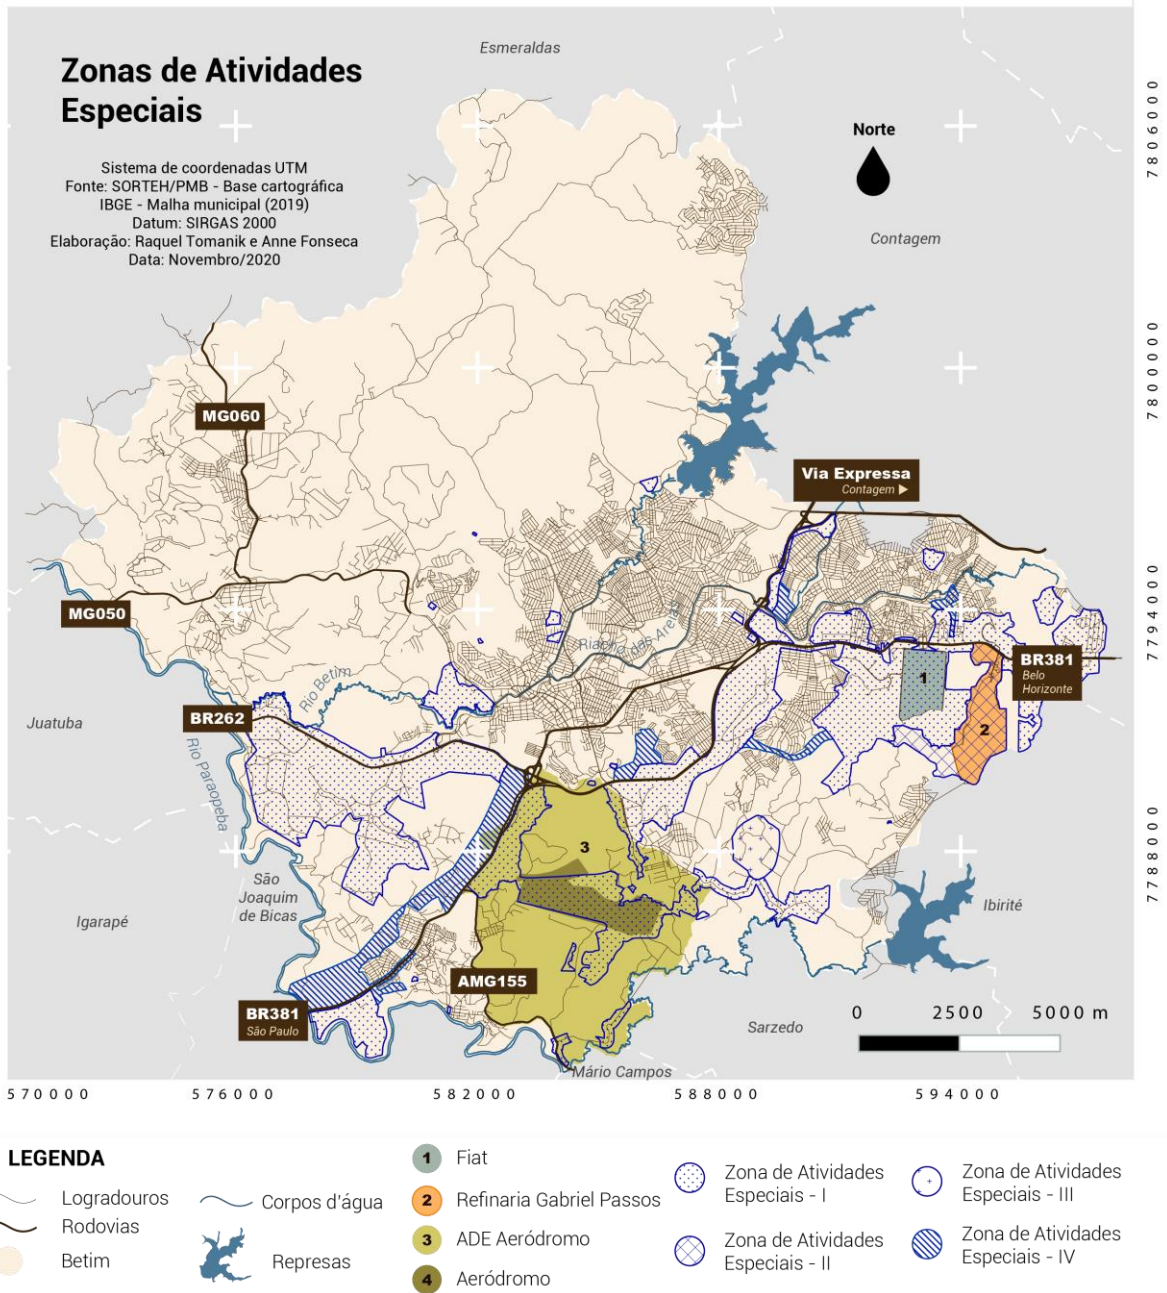 Esmeraldas
Zonas de Atividades
Especiais
Sistema de coordenadas UTM
Fonte: SORTEH/PMB - Base cartográfica
IBGE - Malha municipal (2019)
Datum: SIRGAS 2000
Elaboração: Raquel Tomanik e Anne Fonseca
Data: Novembro/2020
Norte
Contagem
7806000
7800000
7794000
7788000
MG060
Via Expressa
Contagem ▶
MG050
Riacho das Areias
BR381
Belo
Horizonte
1
2
Rio Betim
BR262
Juatuba
Rio Paraopeba
3
São
Joaquim
de Bicas
Igarapé
Ibirité
AMG155
BR381
São Paulo
Sarzedo
Mário Campos
0 2500 5000 m
570000 576000 582000 588000 594000
LEGENDA
Logradouros
Rodovias
Betim
Corpos d'água
Represas
1 Fiat
2 Refinaria Gabriel Passos
3 ADE Aeródromo
4 Aeródromo
Zona de Atividades
Especiais - I
Zona de Atividades
Especiais - II
Zona de Atividades
Especiais - III
Zona de Atividades
Especiais - IV